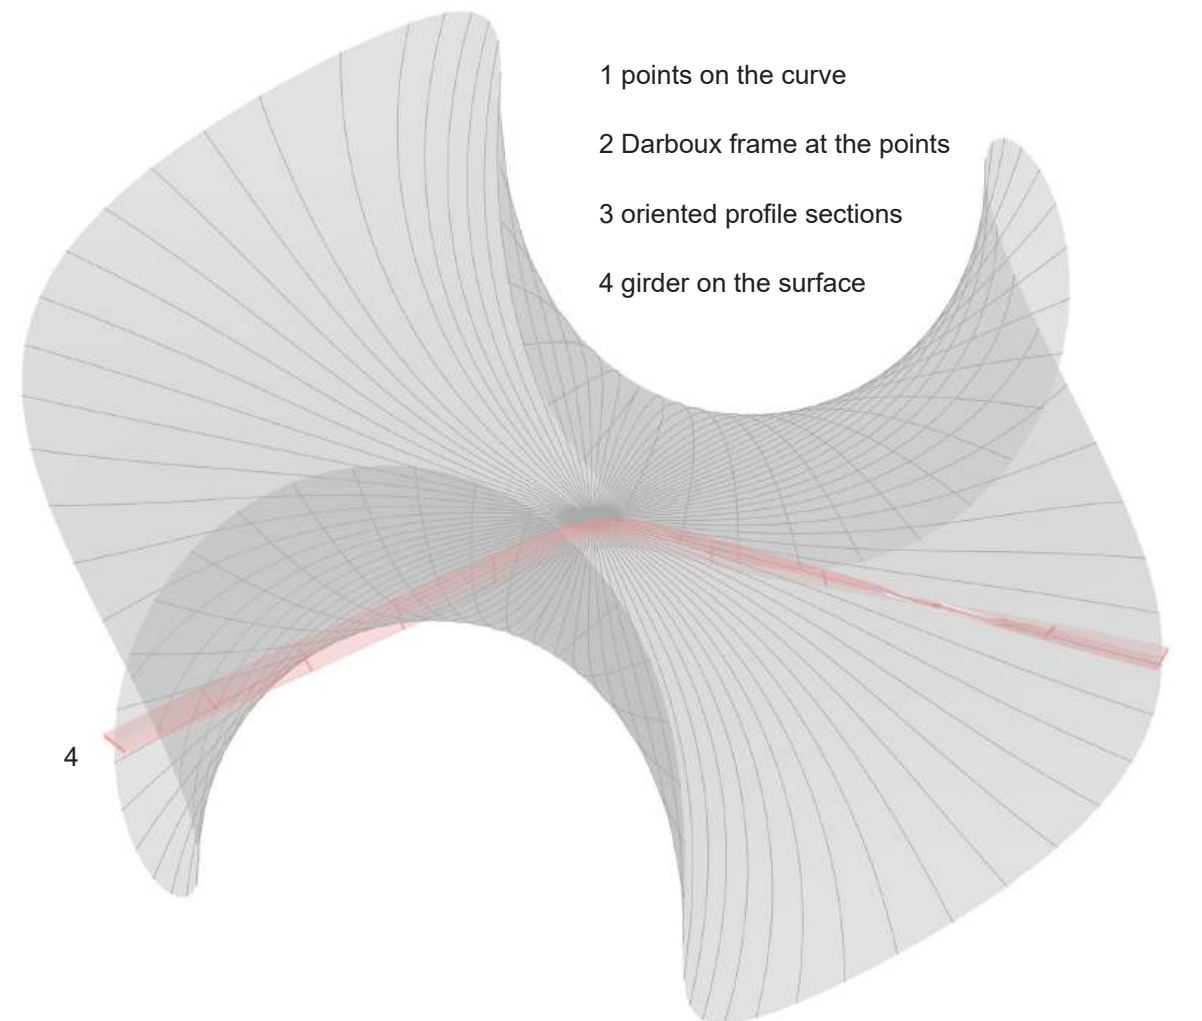 1 points on the curve
2 Darboux frame at the points
3 oriented profile sections
4 girder on the surface
4